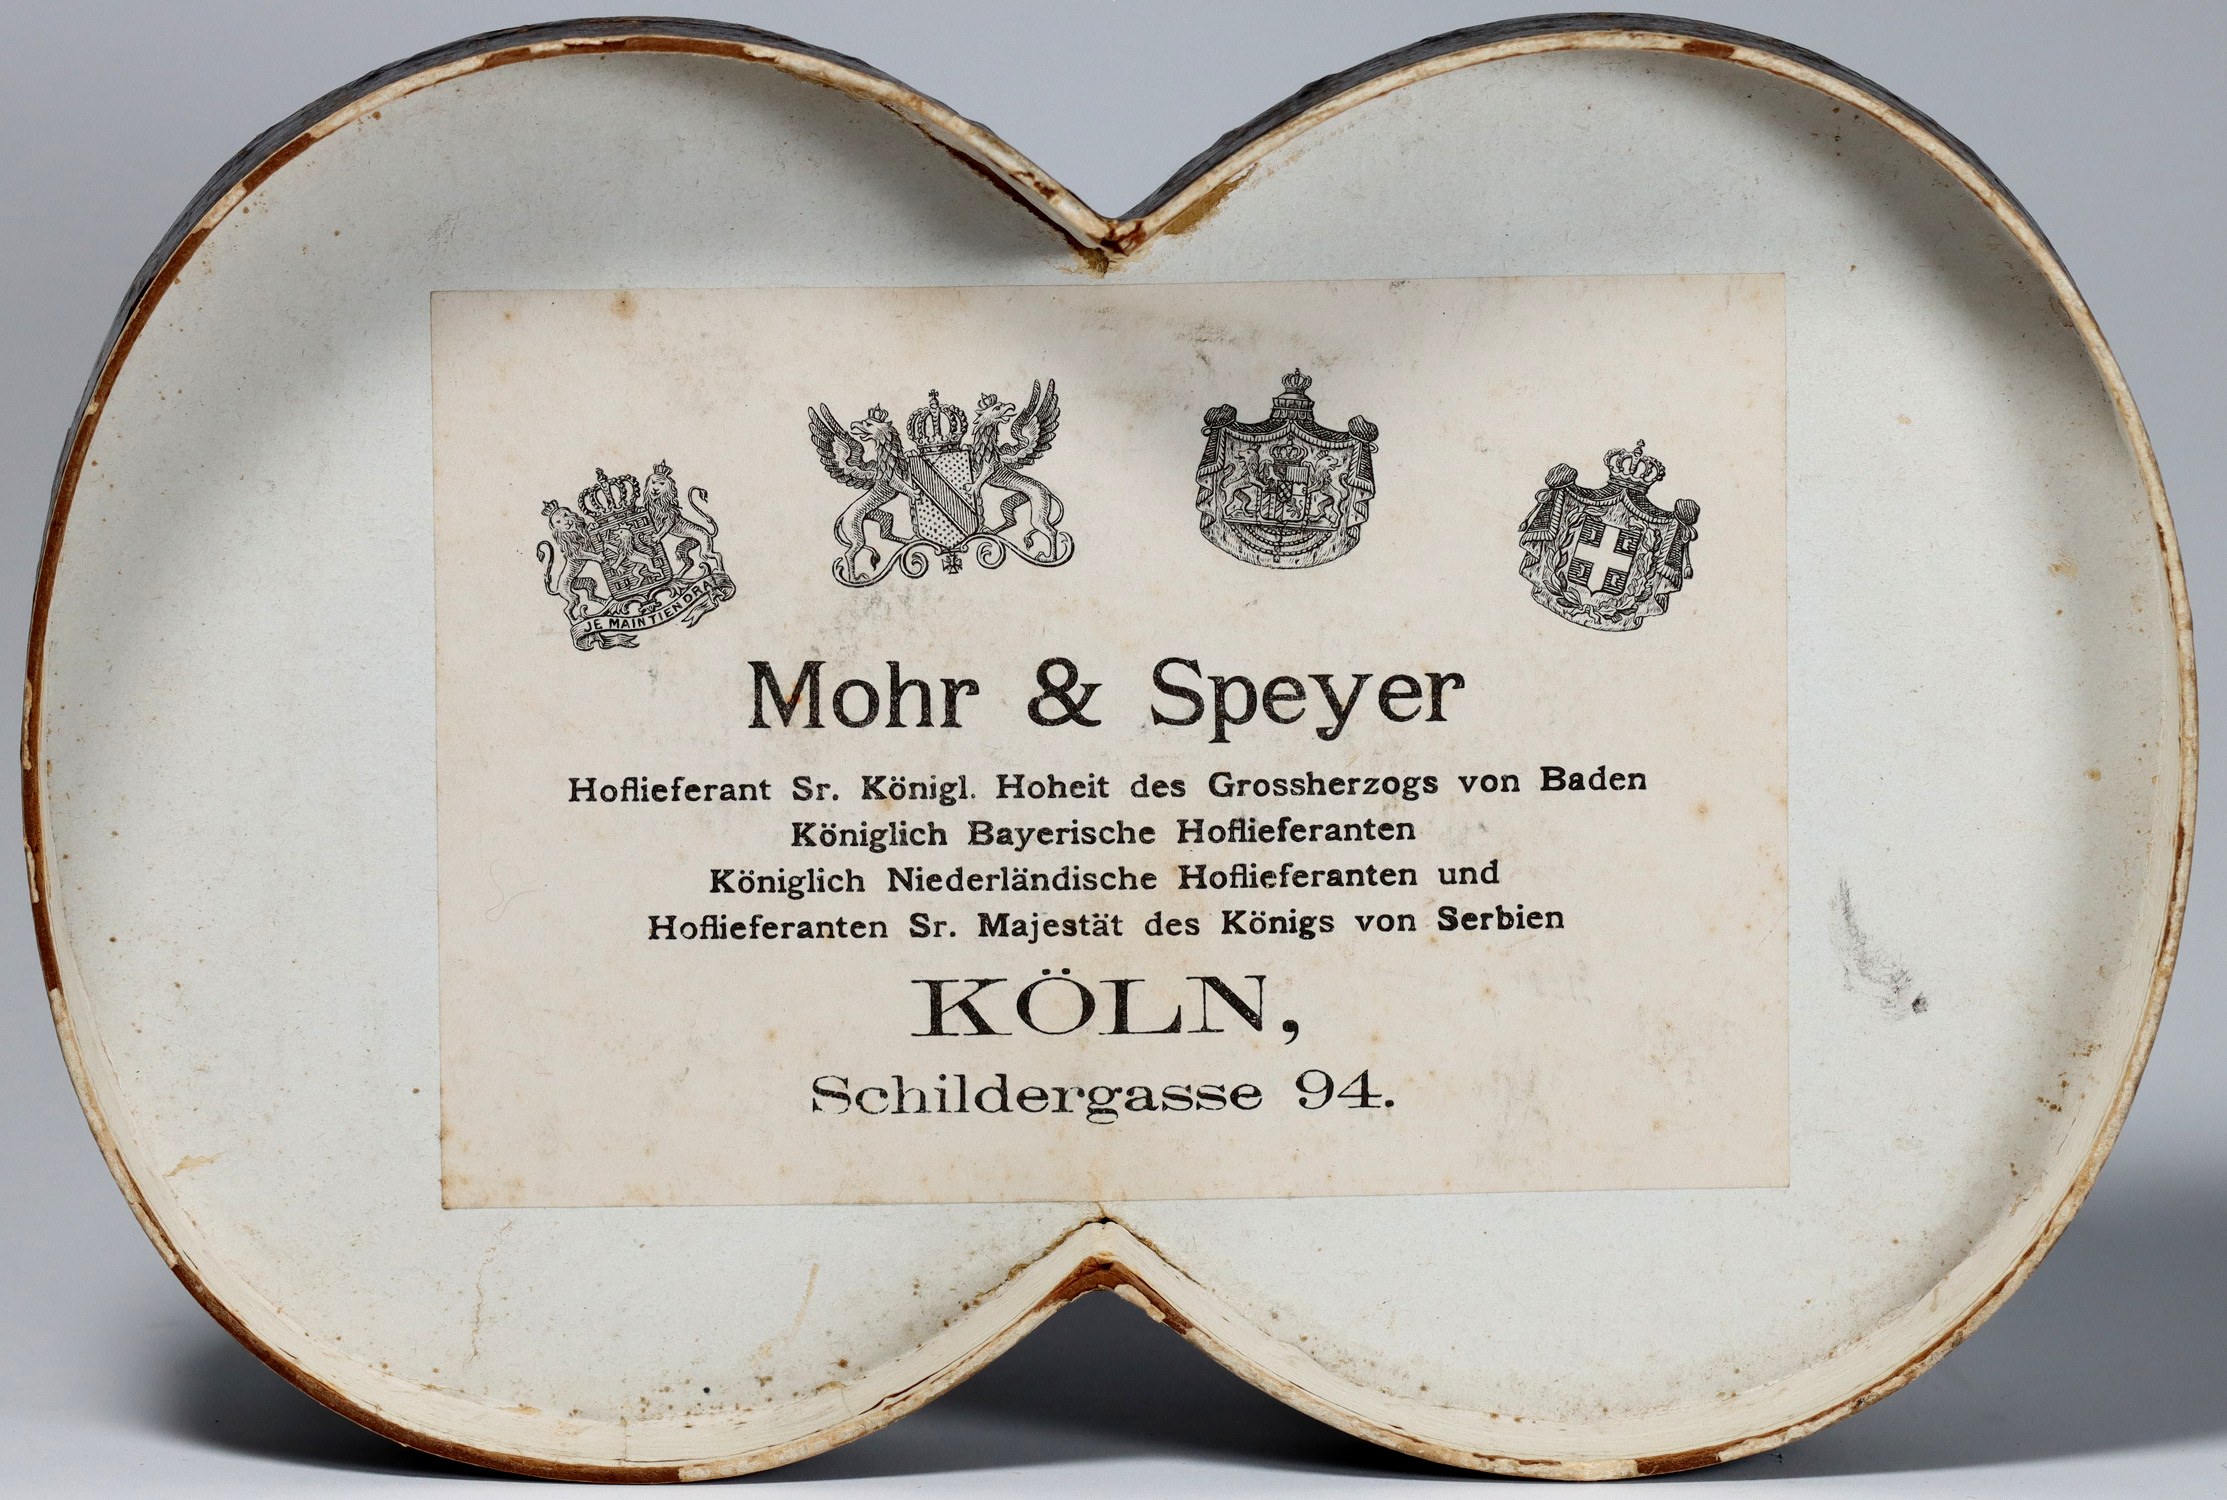 JE MAINTIENDRAI
Mohr & Speyer
Hoflieferant Sr. Königl. Hoheit des Grossherzogs von Baden
Königlich Bayerische Hoflieferanten
Königlich Niederländische Hoflieferanten und
Hoflieferanten Sr. Majestät des Königs von Serbien
KÖLN,
Schildergasse 94.